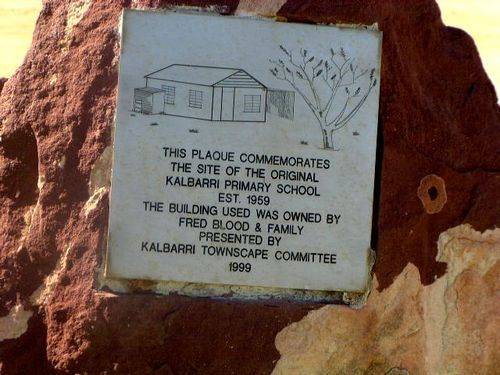 THIS PLAQUE COMMEMORATES
THE SITE OF THE ORIGINAL
KALBARRI PRIMARY SCHOOL
EST. 1959
THE BUILDING USED WAS OWNED BY
FRED BLOOD & FAMILY
PRESENTED BY
KALBARRI TOWNSCAPE COMMITTEE
1999